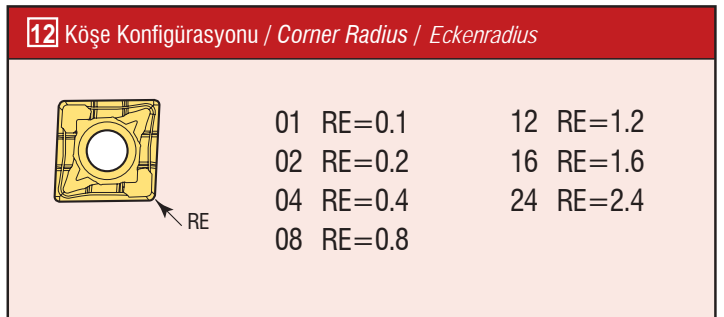 12 Köşe Konfigürasyonu / Corner Radius / Eckenradius
RE
01 RE=0.1
02 RE=0.2
04 RE=0.4
08 RE=0.8
12 RE=1.2
16 RE=1.6
24 RE=2.4